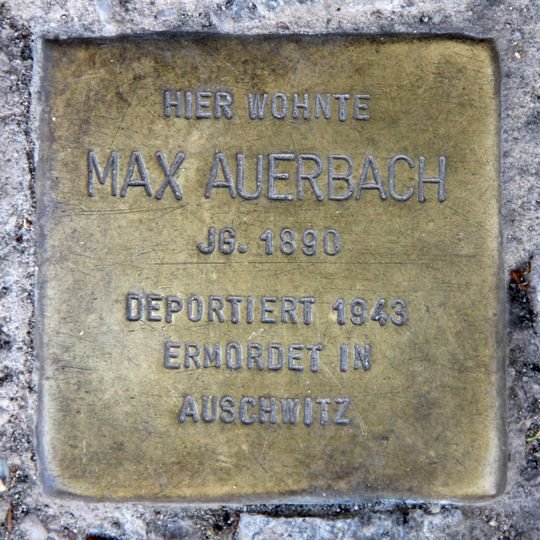 HIER WOHNTE
MAX AUERBACH
JG. 1890
DEPORTIERT 1943
ERMORDET IN
AUSCHWITZ